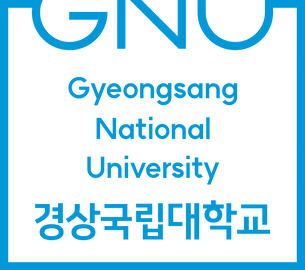 GNU
Gyeongsang
National
University
경상국립대학교